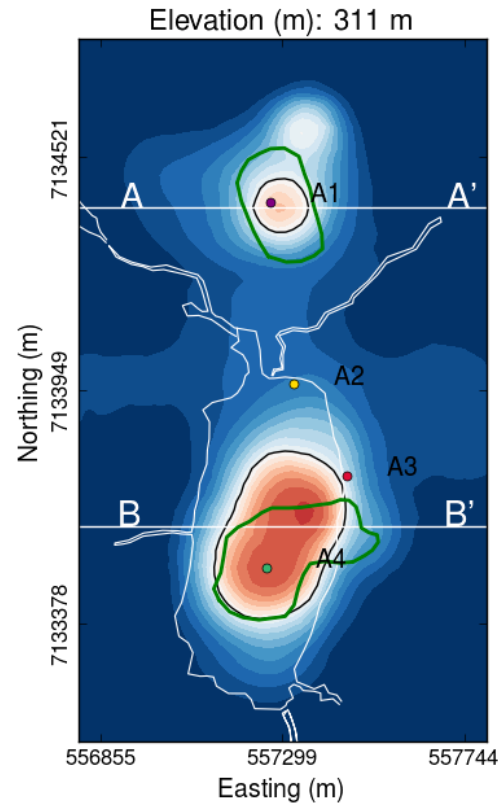 Elevation (m): 311 m
7134521
A A1 A'
A2
7133949
A3
B B'
A4
7133378
556855 557299 557744
Easting (m)
Northing (m)